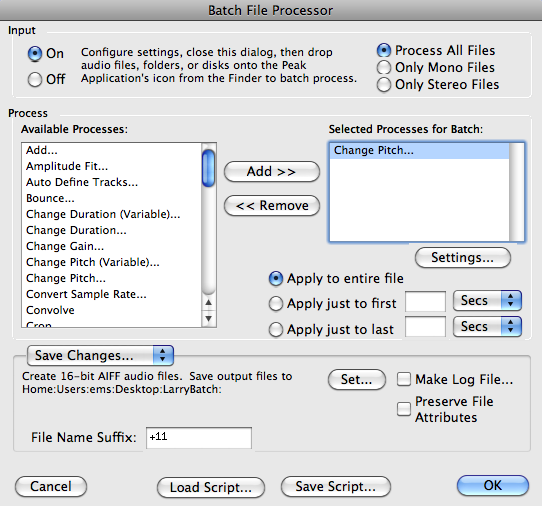 Batch File Processor
Input
On
Off
Configure settings, close this dialog, then drop
audio files, folders, or disks onto the Peak
Application's icon from the Finder to batch process.
Process All Files
Only Mono Files
Only Stereo Files
Process
Available Processes:
Add...
Amplitude Fit...
Auto Define Tracks...
Bounce...
Change Duration (Variable)...
Change Duration...
Change Gain...
Change Pitch (Variable)...
Change Pitch...
Convert Sample Rate...
Convolve
Crop
Add >>
<< Remove
Selected Processes for Batch:
Change Pitch...
Settings...
Apply to entire file
Apply just to first
Secs
Apply just to last
Secs
Save Changes...
Create 16-bit AIFF audio files. Save output files to
Home:Users:ems:Desktop:LarryBatch:
Set...
Make Log File...
Preserve File
Attributes
File Name Suffix:
+11
Cancel
Load Script...
Save Script...
OK